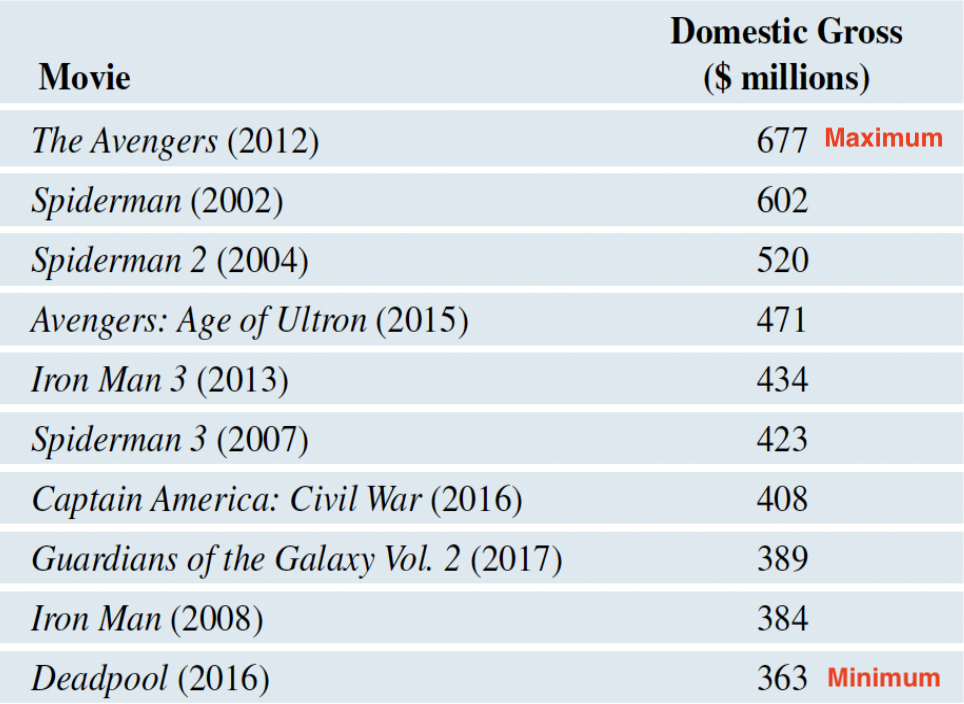 Domestic Gross
Movie ($ millions)
The Avengers (2012) 677 Maximum
Spiderman (2002) 602
Spiderman 2 (2004) 520
Avengers: Age of Ultron (2015) 471
Iron Man 3 (2013) 434
Spiderman 3 (2007) 423
Captain America: Civil War (2016) 408
Guardians of the Galaxy Vol. 2 (2017) 389
Iron Man (2008) 384
Deadpool (2016) 363 Minimum